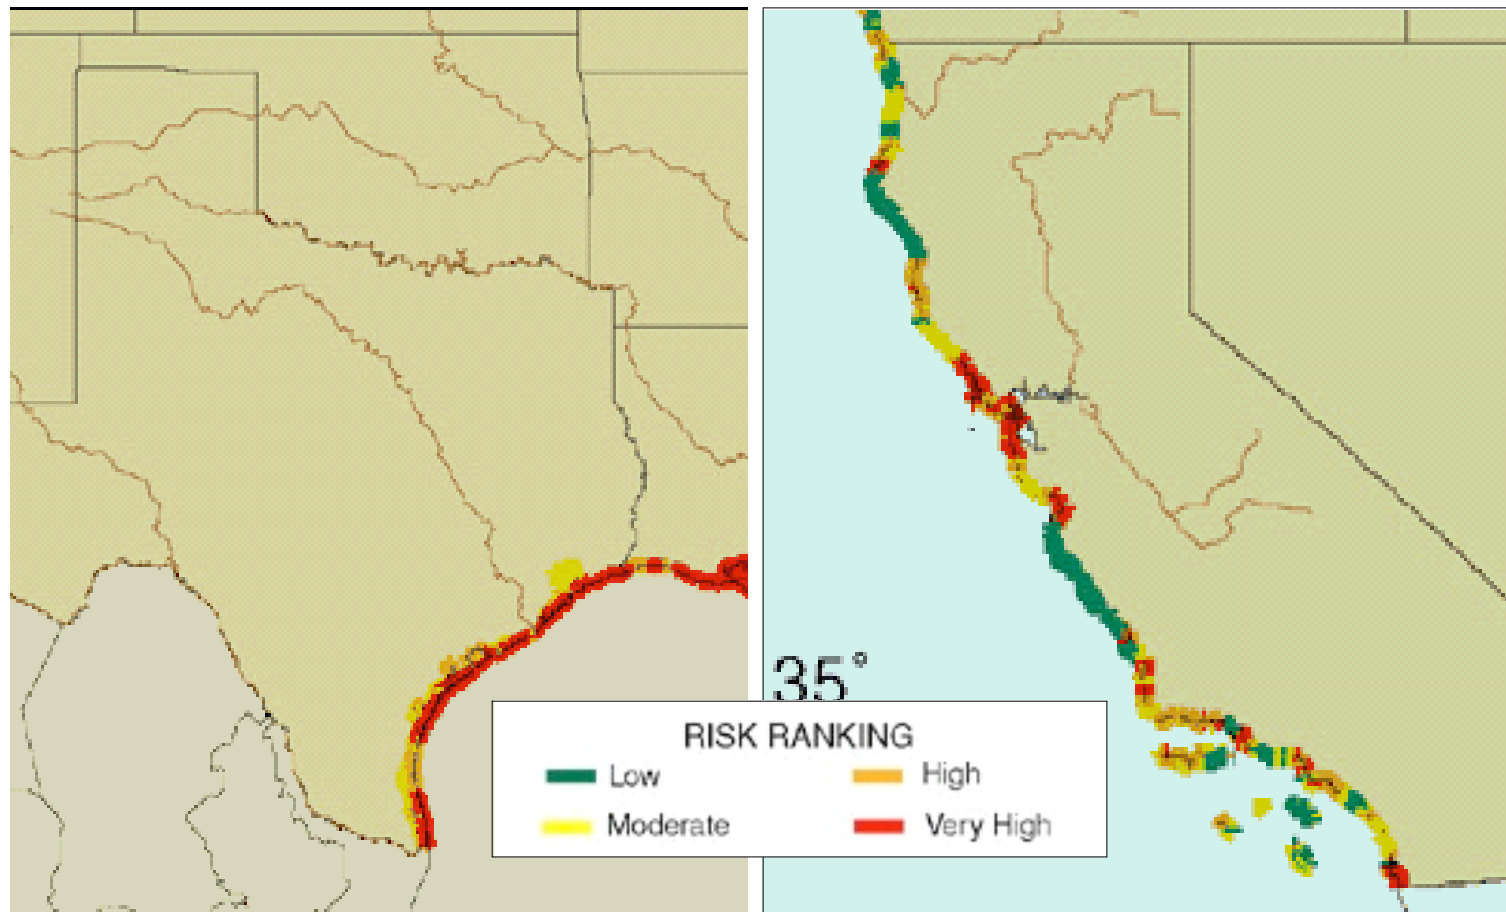 35°
RISK RANKING
Low
High
Moderate
Very High